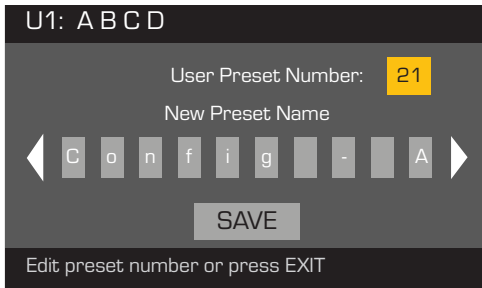 U1: A B C D
User Preset Number: 21
New Preset Name
C o n f i g - A
SAVE
Edit preset number or press EXIT